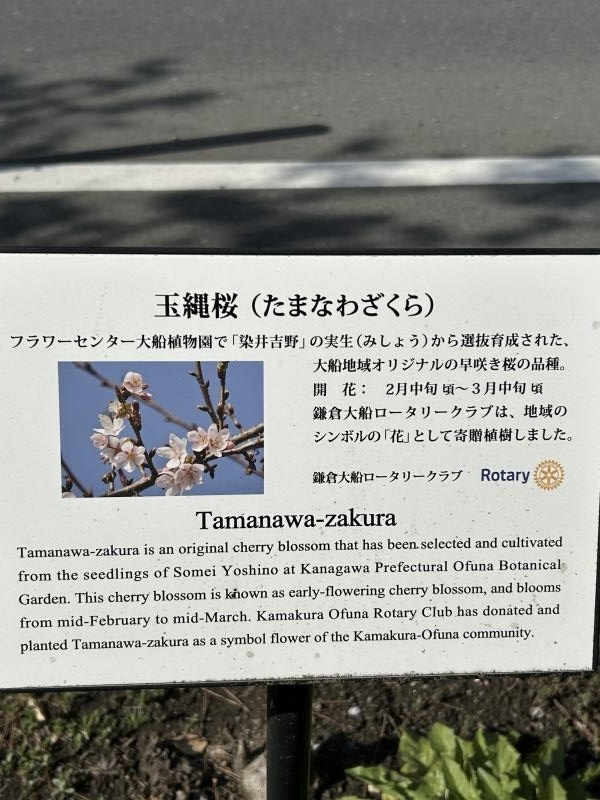 玉縄桜（たまなわざくら）
フラワーセンター大船植物園で「染井吉野」の実生（みしょう）から選抜育成された、
大船地域オリジナルの早咲き桜の品種。
開　花：　2月中旬 頃～３月中旬 頃
鎌倉大船ロータリークラブは、地域の
シンボルの「花」として寄贈植樹しました。
鎌倉大船ロータリークラブ　Rotary
Tamanawa-zakura
Tamanawa-zakura is an original cherry blossom that has been selected and cultivated
from the seedlings of Somei Yoshino at Kanagawa Prefectural Ofuna Botanical
Garden. This cherry blossom is known as early-flowering cherry blossom, and blooms
from mid-February to mid-March. Kamakura Ofuna Rotary Club has donated and
planted Tamanawa-zakura as a symbol flower of the Kamakura-Ofuna community.